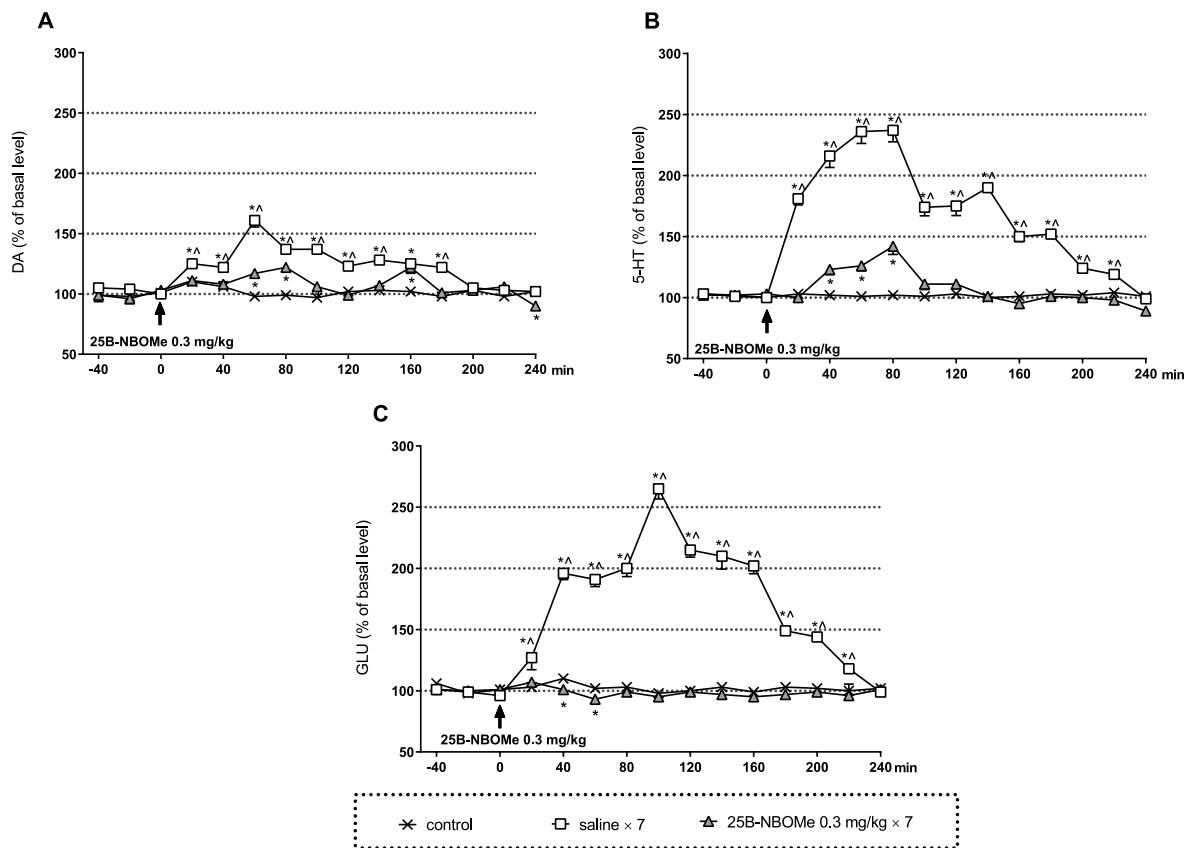 A
300
250
200
150
100
50
DA (% of basal level)
*^ *^ *^ *^ *^ *^ *^ * *^
* * *
25B-NBOMe 0.3 mg/kg
-40 0 40 80 120 160 200 240 min
B
300
250
200
150
100
50
5-HT (% of basal level)
*^ *^ *^ *^ *^ *^ *^ *^ *^ *^ *^
* * *
25B-NBOMe 0.3 mg/kg
-40 0 40 80 120 160 200 240 min
C
300
250
200
150
100
50
GLU (% of basal level)
*^ *^ *^ *^ *^ *^ *^ *^ *^ *^ *^
* *
25B-NBOMe 0.3 mg/kg
-40 0 40 80 120 160 200 240 min
control saline × 7 25B-NBOMe 0.3 mg/kg × 7